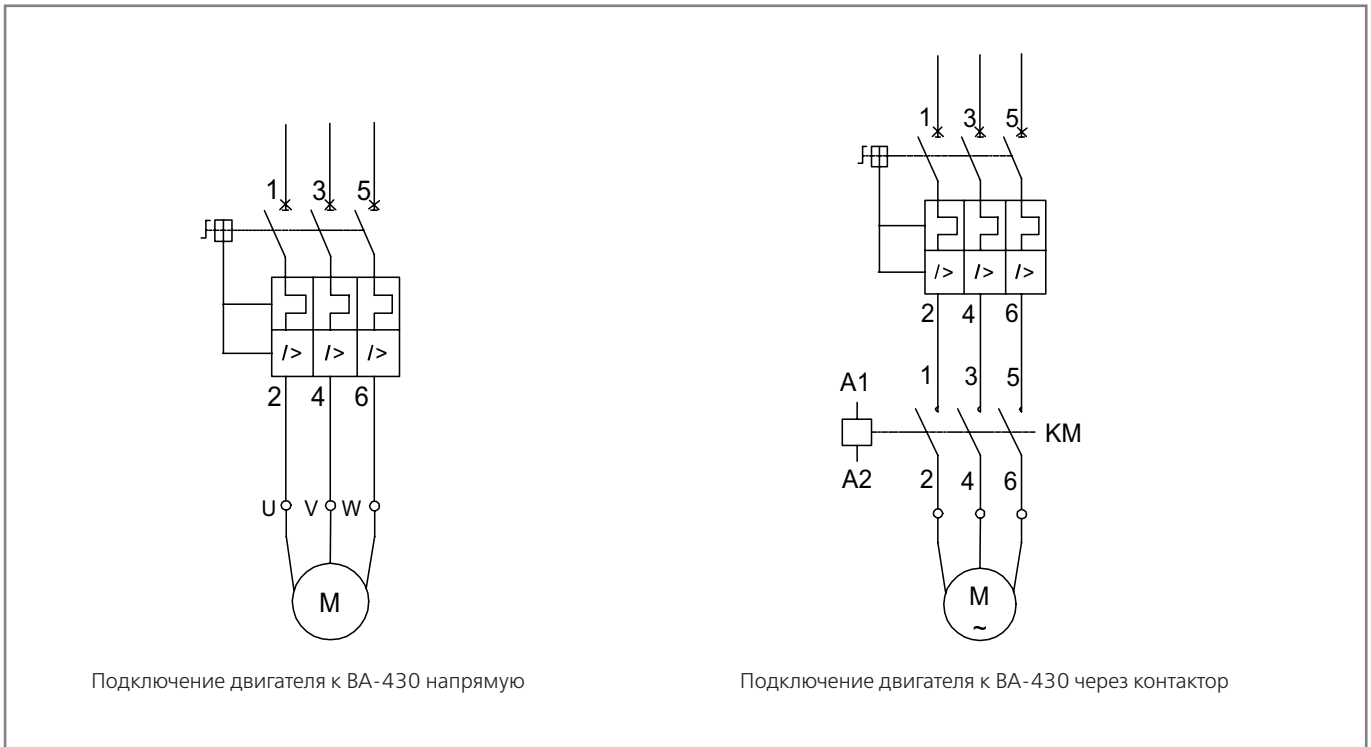 1 3 5
I> I> I>
2 4 6
U V W
M
Подключение двигателя к ВА-430 напрямую
1 3 5
I> I> I>
2 4 6
1 3 5
A1
KM
A2
2 4 6
M
~
Подключение двигателя к ВА-430 через контактор